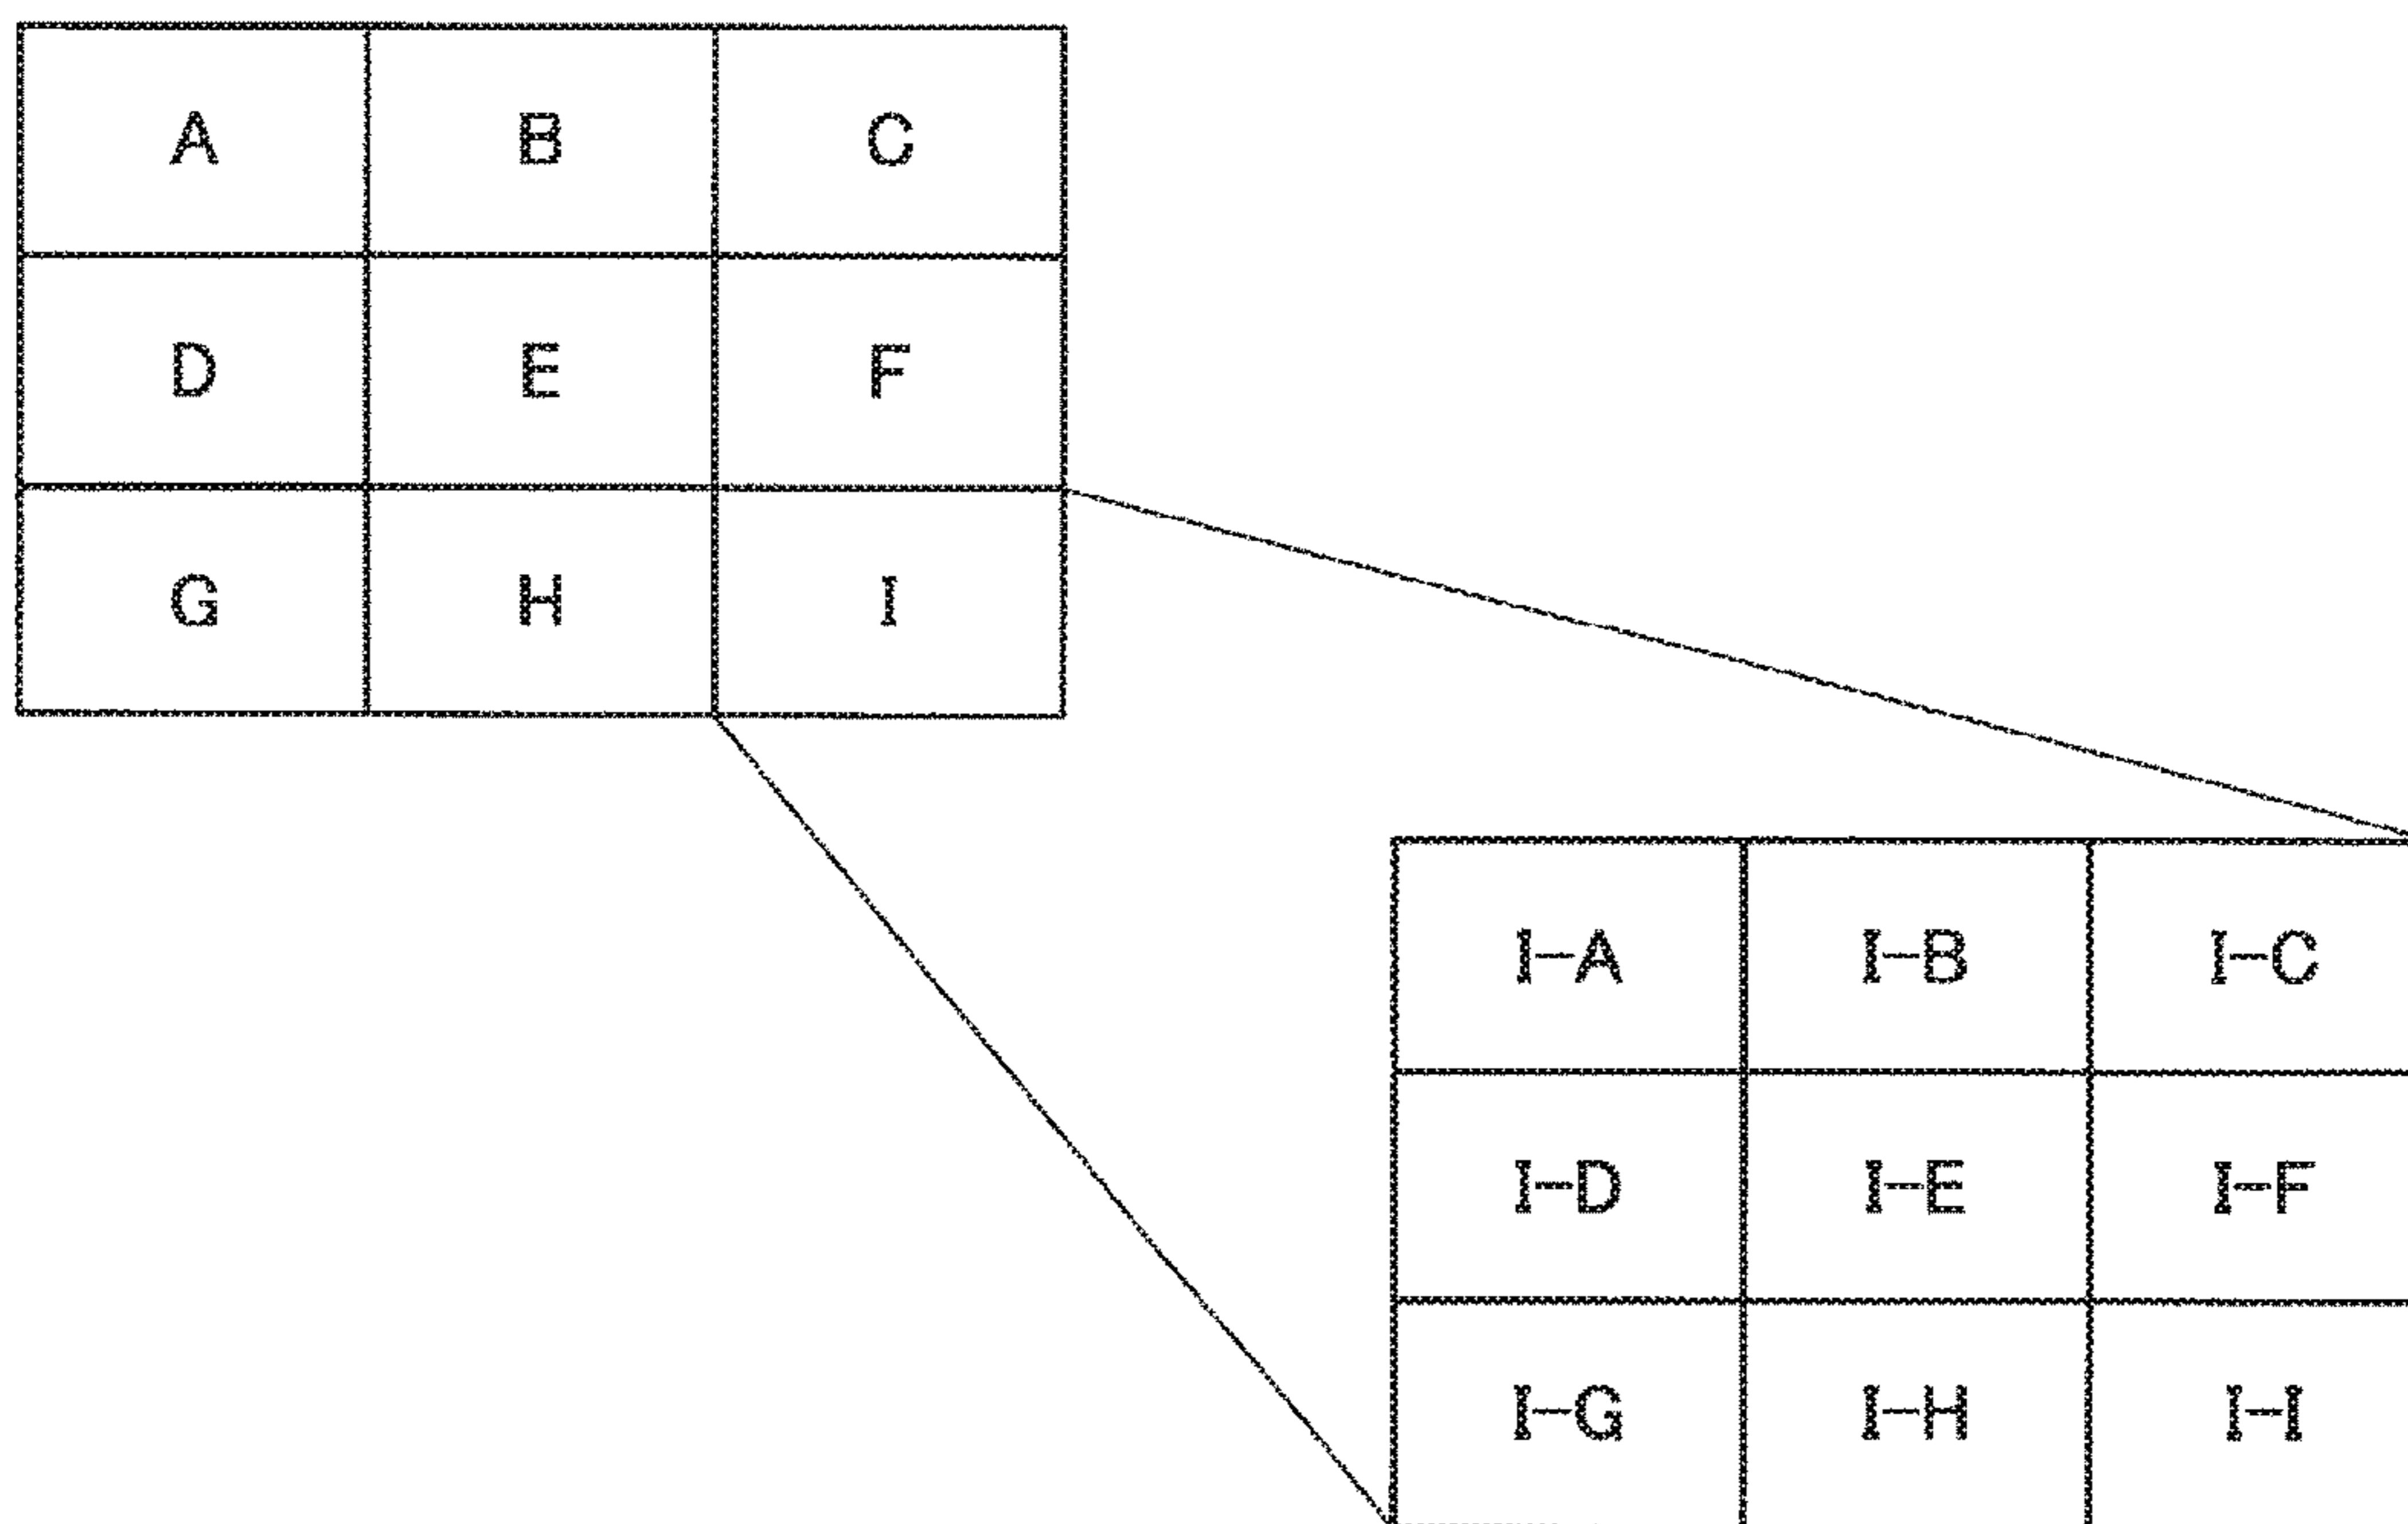 A B C
D E F
G H I
I-A I-B I-C
I-D I-E I-F
I-G I-H I-I